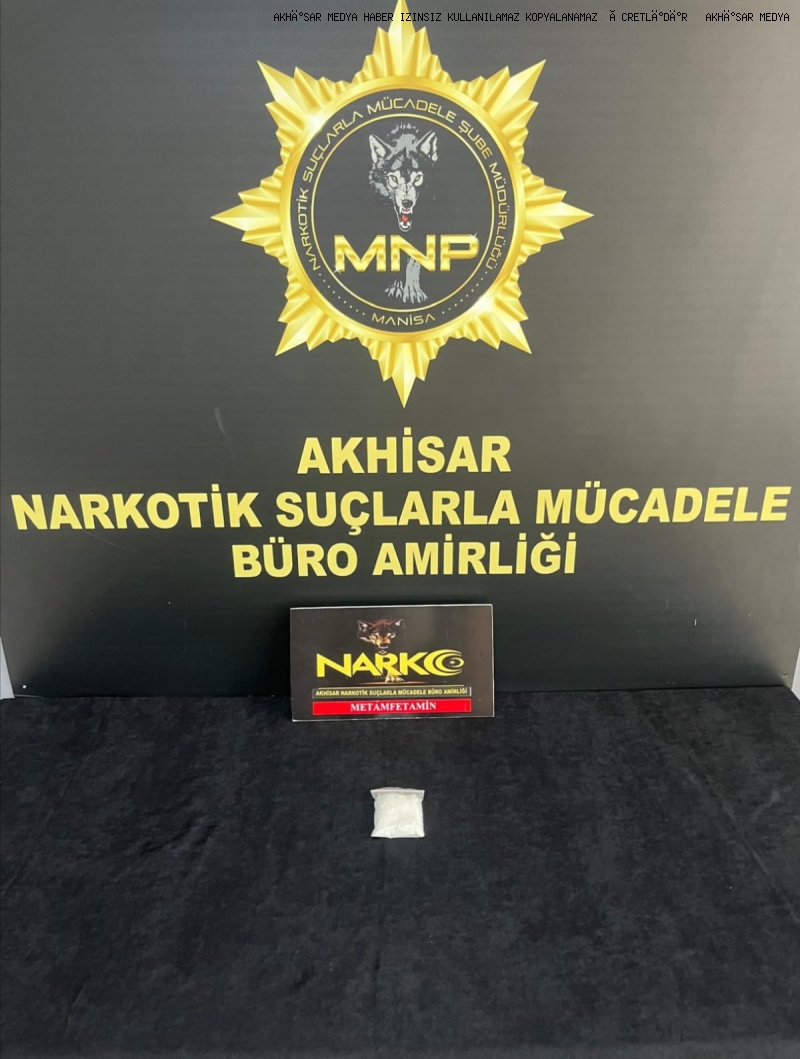 AKHÄ°SAR MEDYA HABER IZINSIZ KULLANILAMAZ KOPYALANAMAZ Ă CRETLÄ°DÄ°R AKHÄ°SAR MEDYA
NARKOTİK SUÇLARLA MÜCADELE ŞUBE MÜDÜRLÜĞÜ
MNP
MANİSA
AKHİSAR
NARKOTİK SUÇLARLA MÜCADELE
BÜRO AMİRLİĞİ
NARKO
AKHİSAR NARKOTİK SUÇLARLA MÜCADELE BÜRO AMİRLİĞİ
METAMFETAMİN